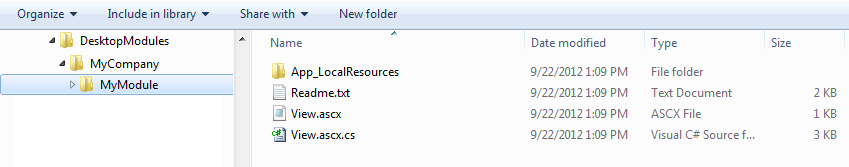 Organize Include in library Share with New folder
DesktopModules
MyCompany
MyModule
Name Date modified Type Size
App_LocalResources 9/22/2012 1:09 PM File folder
Readme.txt 9/22/2012 1:09 PM Text Document 2 KB
View.ascx 9/22/2012 1:09 PM ASCX File 1 KB
View.ascx.cs 9/22/2012 1:09 PM Visual C# Source f... 3 KB